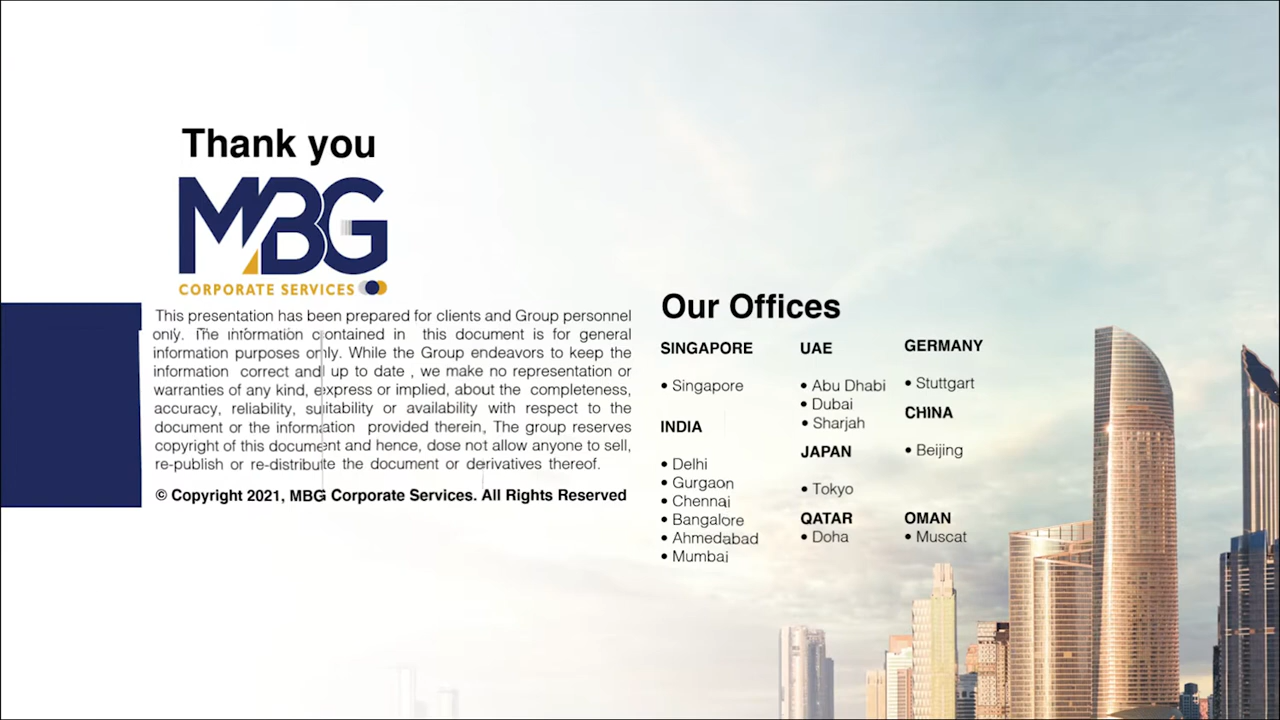 Thank you
MBG
CORPORATE SERVICES
This presentation has been prepared for clients and Group personnel
only. The information contained in this document is for general
information purposes only. While the Group endeavors to keep the
information correct and up to date , we make no representation or
warranties of any kind, express or implied, about the completeness,
accuracy, reliability, suitability or availability with respect to the
document or the information provided therein, The group reserves
copyright of this document and hence, dose not allow anyone to sell,
re-publish or re-distribute the document or derivatives thereof.
© Copyright 2021, MBG Corporate Services. All Rights Reserved
Our Offices
SINGAPORE
• Singapore
INDIA
• Delhi
• Gurgaon
• Chennai
• Bangalore
• Ahmedabad
• Mumbai
UAE
• Abu Dhabi
• Dubai
• Sharjah
JAPAN
• Tokyo
QATAR
• Doha
GERMANY
• Stuttgart
CHINA
• Beijing
OMAN
• Muscat